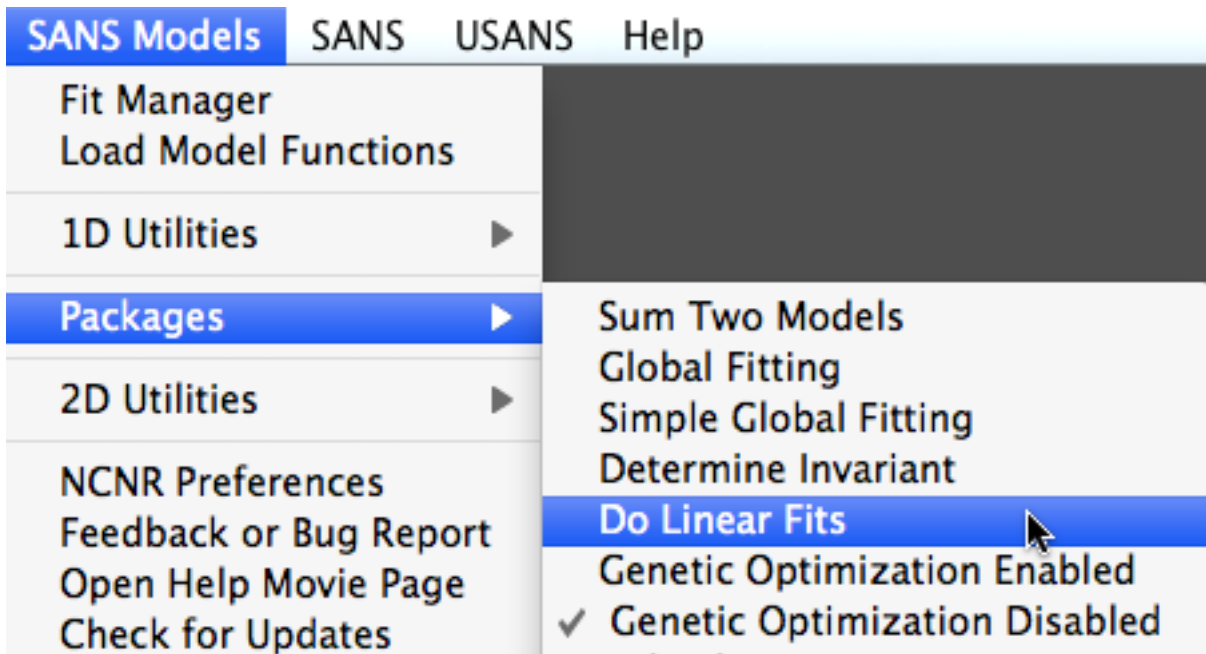 SANS Models SANS USANS Help
Fit Manager
Load Model Functions
1D Utilities
Packages
2D Utilities
NCNR Preferences
Feedback or Bug Report
Open Help Movie Page
Check for Updates
Sum Two Models
Global Fitting
Simple Global Fitting
Determine Invariant
Do Linear Fits
Genetic Optimization Enabled
✓ Genetic Optimization Disabled